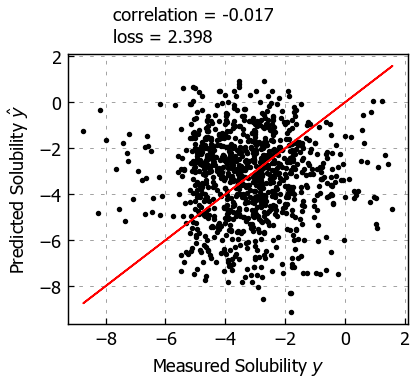 correlation = -0.017
loss = 2.398
2
0
−2
−4
−6
−8
Predicted Solubility ŷ
−8 −6 −4 −2 0 2
Measured Solubility y